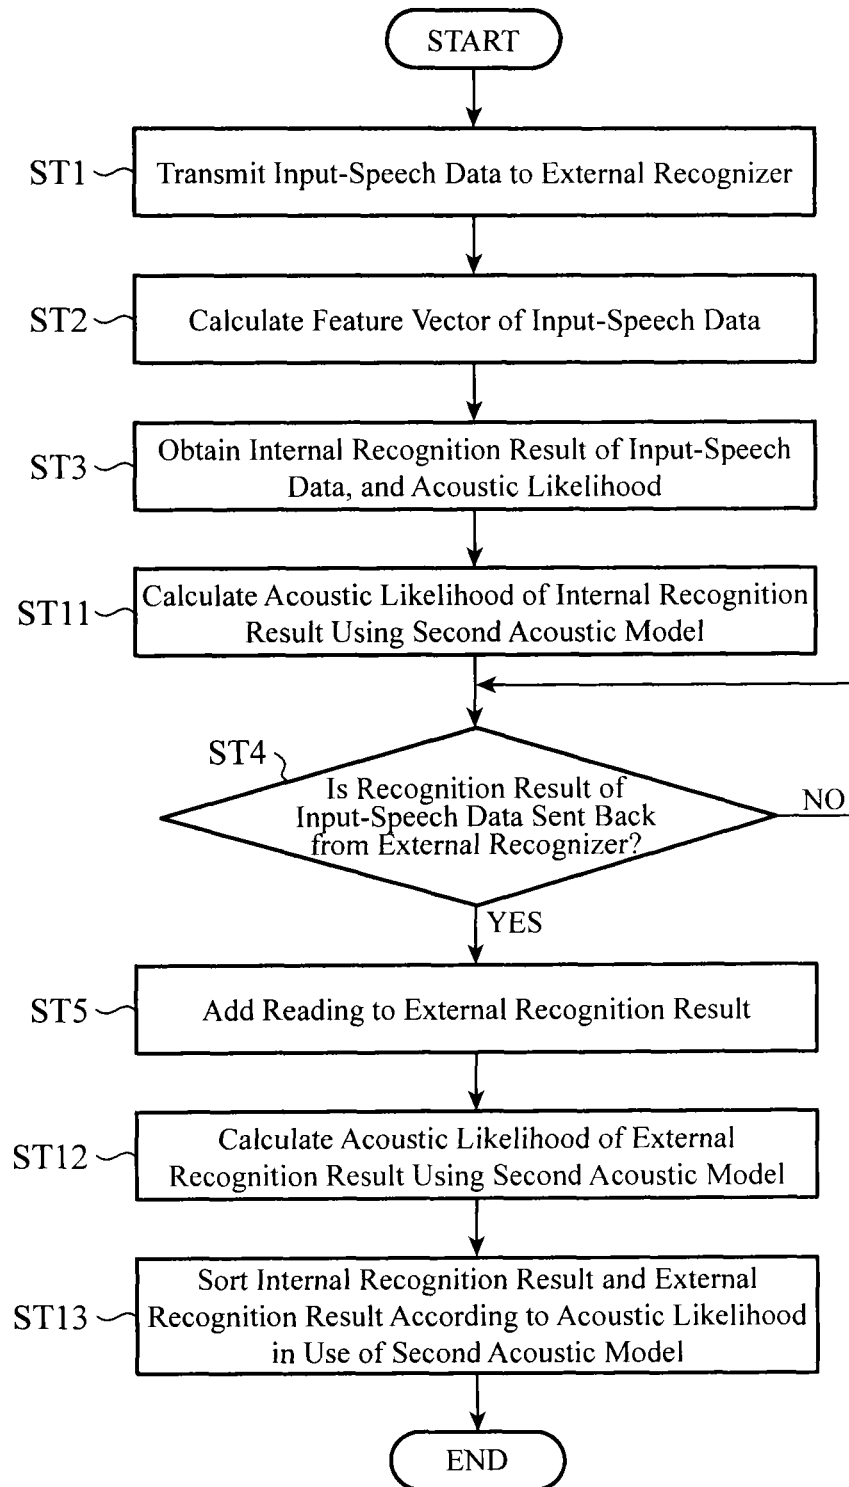 START
ST1
Transmit Input-Speech Data to External Recognizer
ST2
Calculate Feature Vector of Input-Speech Data
ST3
Obtain Internal Recognition Result of Input-Speech
Data, and Acoustic Likelihood
ST11
Calculate Acoustic Likelihood of Internal Recognition
Result Using Second Acoustic Model
ST4
Is Recognition Result of
Input-Speech Data Sent Back
from External Recognizer?
NO
YES
ST5
Add Reading to External Recognition Result
ST12
Calculate Acoustic Likelihood of External
Recognition Result Using Second Acoustic Model
ST13
Sort Internal Recognition Result and External
Recognition Result According to Acoustic Likelihood
in Use of Second Acoustic Model
END